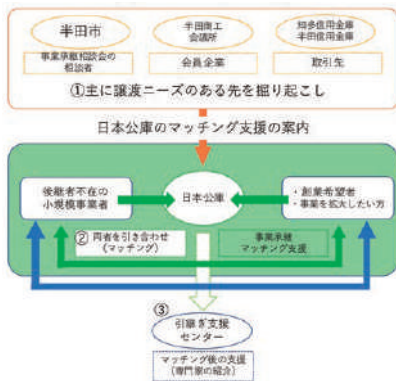 半田市
半田商工
会議所
知多信用金庫
半田信用金庫
事業承継相談会の
相談者
会員企業
取引先
①主に譲渡ニーズのある先を掘り起こし
日本公庫のマッチング支援の案内
後継者不在の
小規模事業者
日本公庫
・創業希望者
・事業を拡大したい方
② 両者を引き合わせ
(マッチング)
事業承継
マッチング支援
③
引継ぎ支援
センター
マッチング後の支援
(専門家の紹介)